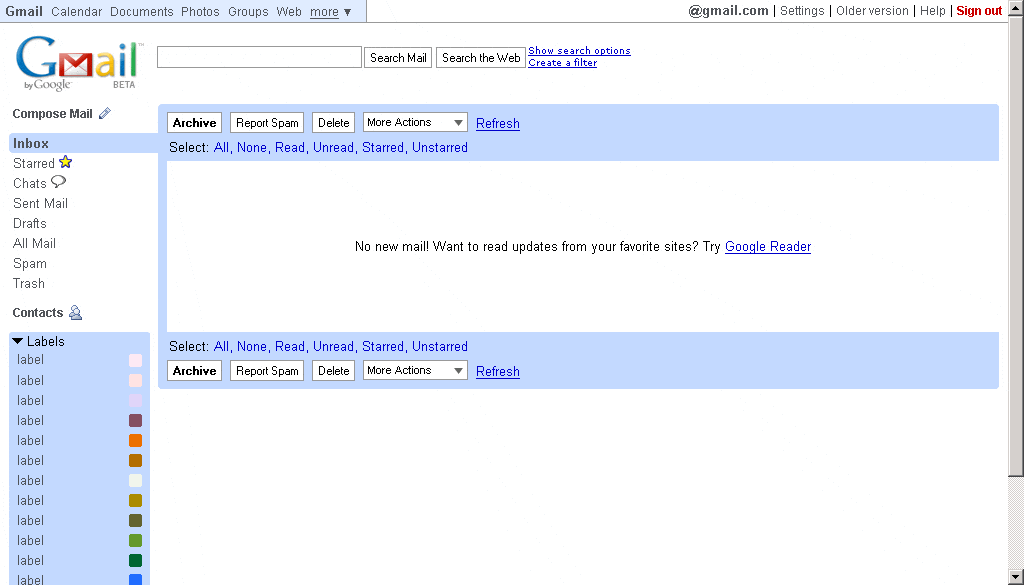 Gmail Calendar Documents Photos Groups Web more ▼
@gmail.com | Settings | Older version | Help | Sign out
Gmail™
by Google BETA
Search Mail Search the Web
Show search options
Create a filter
Compose Mail
Inbox
Starred
Chats
Sent Mail
Drafts
All Mail
Spam
Trash
Contacts
Labels
label
label
label
label
label
label
label
label
label
label
label
label
Archive Report Spam Delete More Actions Refresh
Select: All, None, Read, Unread, Starred, Unstarred
No new mail! Want to read updates from your favorite sites? Try Google Reader
Select: All, None, Read, Unread, Starred, Unstarred
Archive Report Spam Delete More Actions Refresh